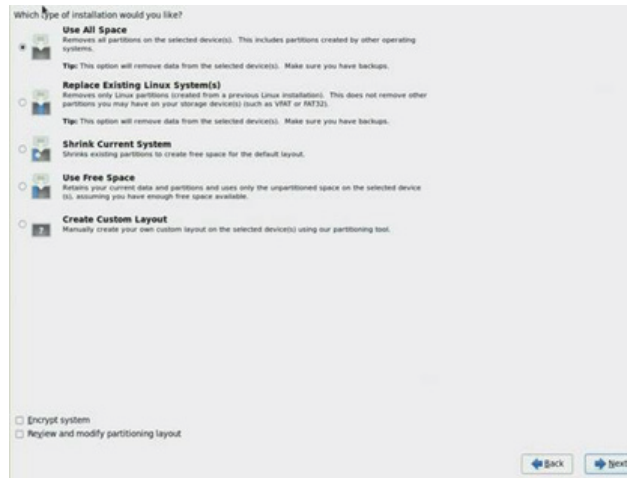 Which type of installation would you like?
Use All Space
Removes all partitions on the selected device(s). This includes partitions created by other operating
systems.
Tip: This option will remove data from the selected device(s). Make sure you have backups.
Replace Existing Linux System(s)
Removes only Linux partitions (created from a previous Linux installation). This does not remove other
partitions you may have on your storage device(s) (such as VFAT or FAT32).
Tip: This option will remove data from the selected device(s). Make sure you have backups.
Shrink Current System
Shrinks existing partitions to create free space for the default layout.
Use Free Space
Retains your current data and partitions and uses only the unpartitioned space on the selected device
(s), assuming you have enough free space available.
Create Custom Layout
Manually create your own custom layout on the selected device(s) using our partitioning tool.
Encrypt system
Review and modify partitioning layout
Back
Next